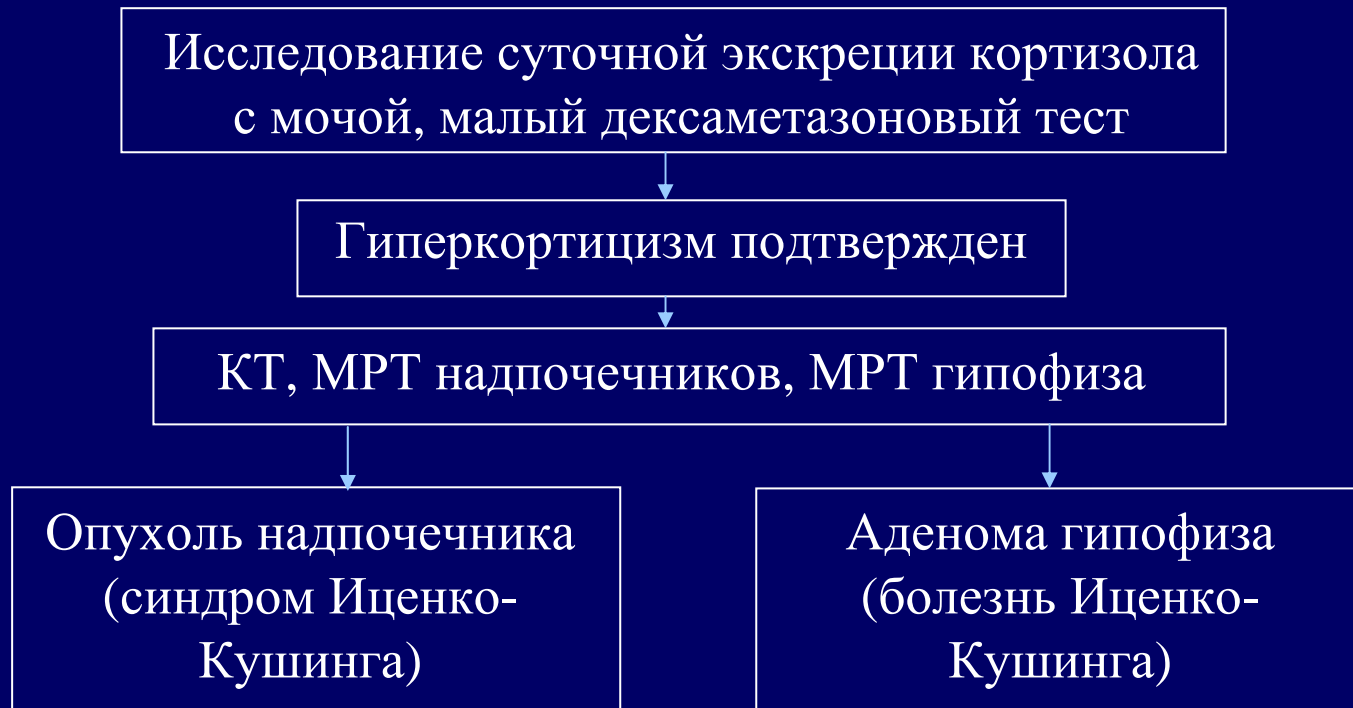 Исследование суточной экскреции кортизола
с мочой, малый дексаметазоновый тест
Гиперкортицизм подтвержден
КТ, МРТ надпочечников, МРТ гипофиза
Опухоль надпочечника
(синдром Иценко-
Кушинга)
Аденома гипофиза
(болезнь Иценко-
Кушинга)